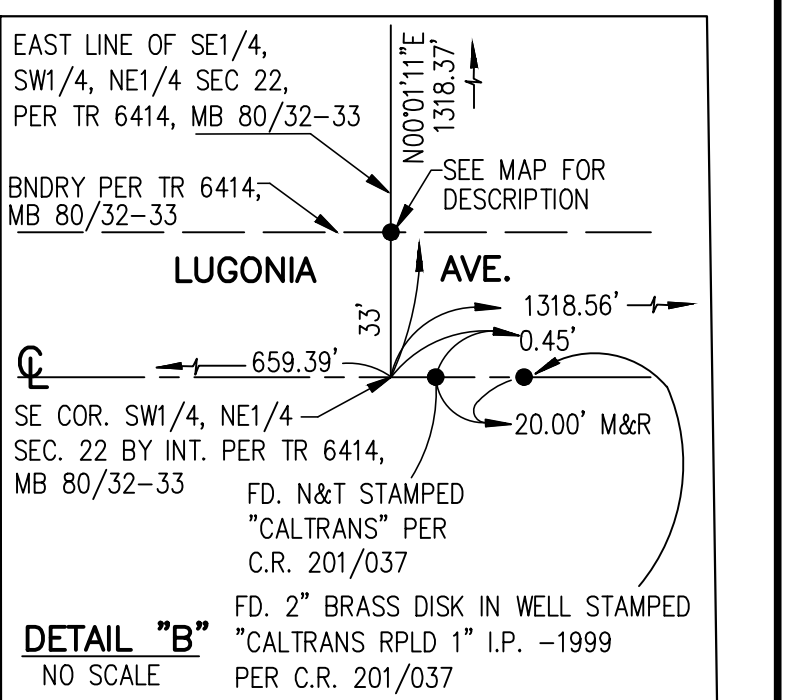 EAST LINE OF SE1/4,
SW1/4, NE1/4 SEC 22,
PER TR 6414, MB 80/32-33
N00°01'11"E
1318.37'
SEE MAP FOR
DESCRIPTION
BNDRY PER TR 6414,
MB 80/32-33
LUGONIA AVE.
33'
1318.56'
0.45'
CL
659.39'
20.00' M&R
SE COR. SW1/4, NE1/4
SEC. 22 BY INT. PER TR 6414,
MB 80/32-33
FD. N&T STAMPED
"CALTRANS" PER
C.R. 201/037
FD. 2" BRASS DISK IN WELL STAMPED
"CALTRANS RPLD 1" I.P. -1999
PER C.R. 201/037
DETAIL "B"
NO SCALE